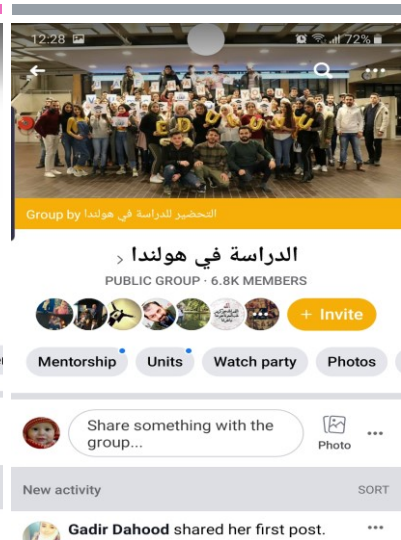 12:28
72%
Group by التحضير للدراسة في هولندا
الدراسة في هولندا
PUBLIC GROUP · 6.8K MEMBERS
+ Invite
Mentorship
Units
Watch party
Photos
Share something with the
group...
Photo
New activity
SORT
Gadir Dahood shared her first post.